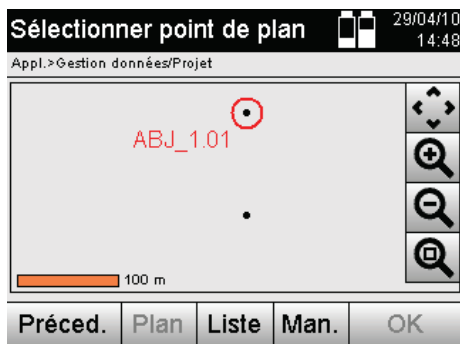 Sélectionner point de plan
29/04/10
14:48
Appl.>Gestion données/Projet
ABJ_1.01
100 m
Préced. Plan Liste Man. OK